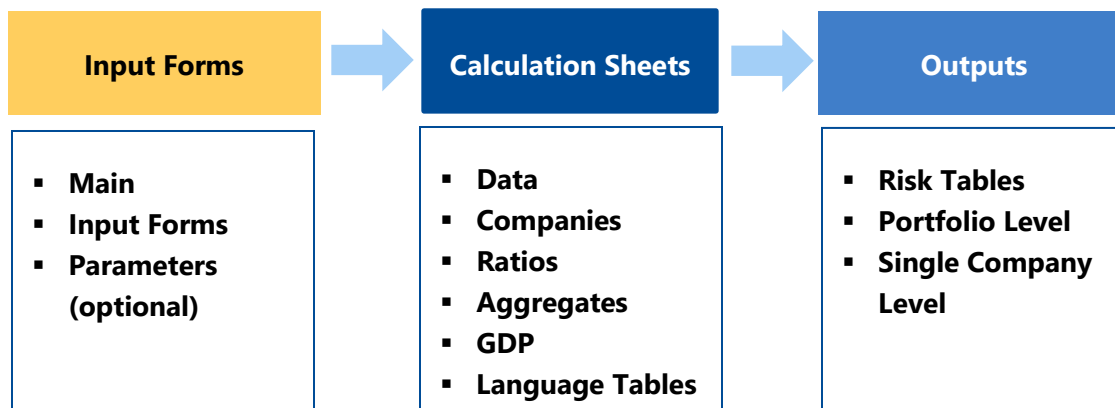 Input Forms
▪ Main
▪ Input Forms
▪ Parameters
(optional)
Calculation Sheets
▪ Data
▪ Companies
▪ Ratios
▪ Aggregates
▪ GDP
▪ Language Tables
Outputs
▪ Risk Tables
▪ Portfolio Level
▪ Single Company
Level